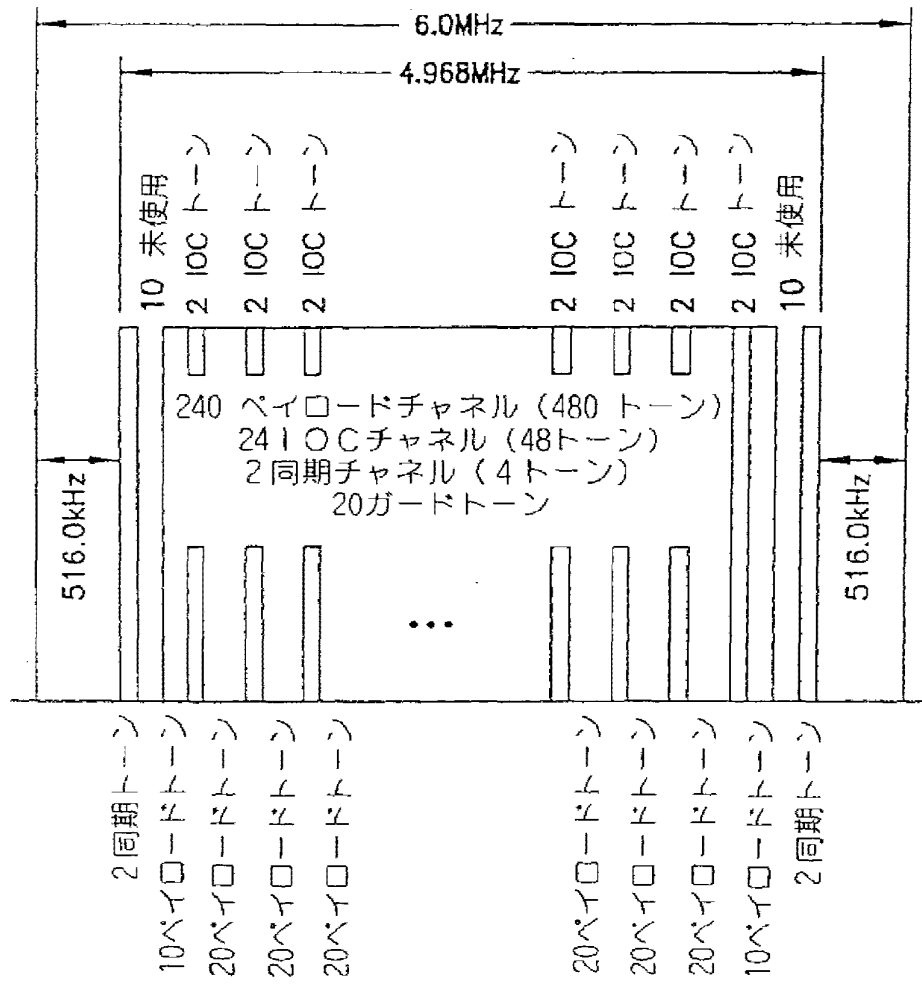 6.0MHz
4.968MHz
10 未使用
2 IOC トーン
2 IOC トーン
2 IOC トーン
2 IOC トーン
2 IOC トーン
2 IOC トーン
2 IOC トーン
10 未使用
240 ペイロードチャネル (480 トーン)
24IOCチャネル (48トーン)
2同期チャネル (4トーン)
20ガードトーン
516.0kHz
516.0kHz
...
2同期トーン
10ペイロードトーン
20ペイロードトーン
20ペイロードトーン
20ペイロードトーン
20ペイロードトーン
20ペイロードトーン
20ペイロードトーン
10ペイロードトーン
2同期トーン